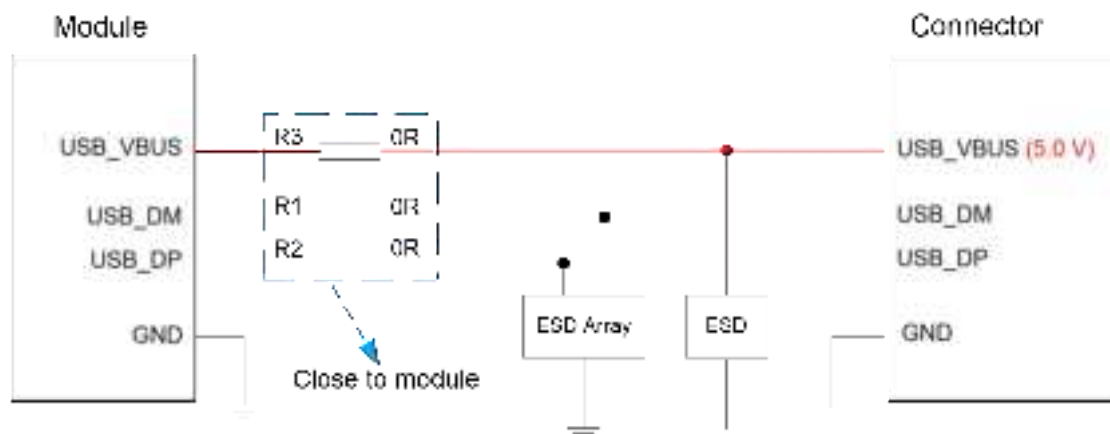 Module
Connector
R3 0R
USB_VBUS
USB_VBUS (5.0 V)
R1 0R
USB_DM
USB_DM
R2 0R
USB_DP
USB_DP
ESD Array
ESD
GND
GND
Close to module